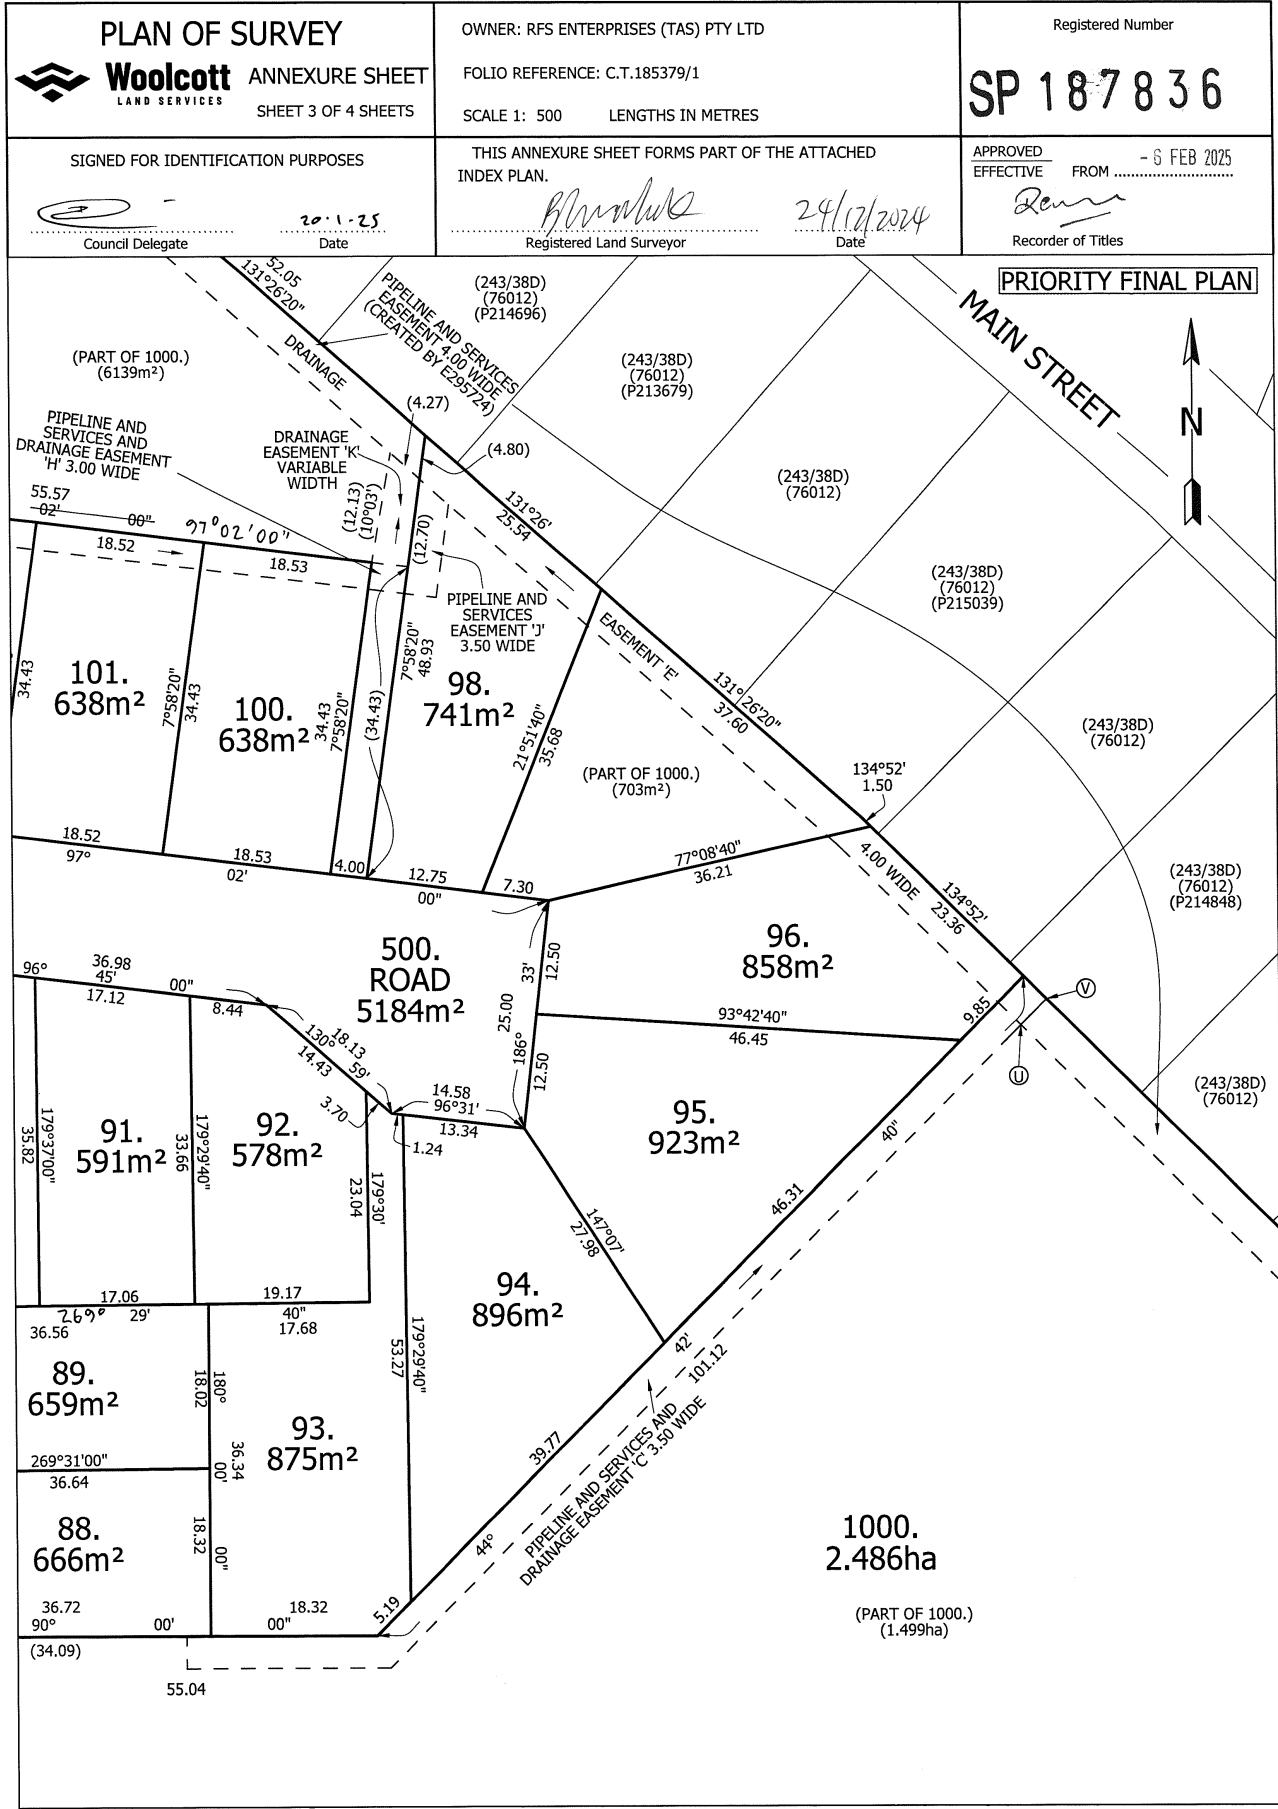 PLAN OF SURVEY
Woolcott
LAND SERVICES
ANNEXURE SHEET
SHEET 3 OF 4 SHEETS
OWNER: RFS ENTERPRISES (TAS) PTY LTD
FOLIO REFERENCE: C.T.185379/1
SCALE 1: 500 LENGTHS IN METRES
Registered Number
SP 187836
SIGNED FOR IDENTIFICATION PURPOSES
20·1·25
Council Delegate Date
THIS ANNEXURE SHEET FORMS PART OF THE ATTACHED
INDEX PLAN.
24/12/2024
Registered Land Surveyor Date
APPROVED
EFFECTIVE FROM
- 6 FEB 2025
Recorder of Titles
PRIORITY FINAL PLAN
52.05
131°26'20"
PIPELINE AND SERVICES
EASEMENT 4.00 WIDE
(CREATED BY E295724)
(243/38D)
(76012)
(P214696)
MAIN STREET
N
DRAINAGE
(PART OF 1000.)
(6139m²)
(243/38D)
(76012)
(P213679)
(4.27)
PIPELINE AND
SERVICES AND
DRAINAGE EASEMENT
'H' 3.00 WIDE
DRAINAGE
EASEMENT 'K'
VARIABLE
WIDTH
(4.80)
(243/38D)
(76012)
(12.13)
(10°03')
131°26'
25.54
55.57
02' 00"
97°02'00"
18.52
18.53
(12.70)
PIPELINE AND
SERVICES
EASEMENT 'J'
3.50 WIDE
(243/38D)
(76012)
(P215039)
EASEMENT 'E'
34.43
101.
638m²
7°58'20"
34.43
100.
638m²
34.43
7°58'20"
(34.43)
7°58'20"
48.93
98.
741m²
21°51'40"
35.68
131°26'20"
37.60
(243/38D)
(76012)
(PART OF 1000.)
(703m²)
134°52'
1.50
18.52
97°
18.53
02'
4.00
12.75
00"
7.30
77°08'40"
36.21
4.00 WIDE
134°52'
23.36
(243/38D)
(76012)
(P214848)
500.
ROAD
5184m²
33'
12.50
25.00
186°
12.50
96.
858m²
96°
36.98
45'
00"
17.12
8.44
93°42'40"
46.45
9.85
V
U
130°
18.13
59'
14.43
3.70
14.58
96°31'
13.34
1.24
(243/38D)
(76012)
35.82
179°37'00"
91.
591m²
33.66
179°29'40"
92.
578m²
179°30'
23.04
95.
923m²
40"
46.31
147°07'
27.98
17.06
269°
29'
19.17
40"
17.68
36.56
94.
896m²
179°29'40"
53.27
42'
101.12
89.
659m²
180°
18.02
93.
875m²
39.77
PIPELINE AND SERVICES AND
DRAINAGE EASEMENT 'C' 3.50 WIDE
269°31'00"
36.64
00'
36.34
88.
666m²
18.32
00"
44°
1000.
2.486ha
(PART OF 1000.)
(1.499ha)
36.72
90°
00'
18.32
00"
5.19
(34.09)
55.04